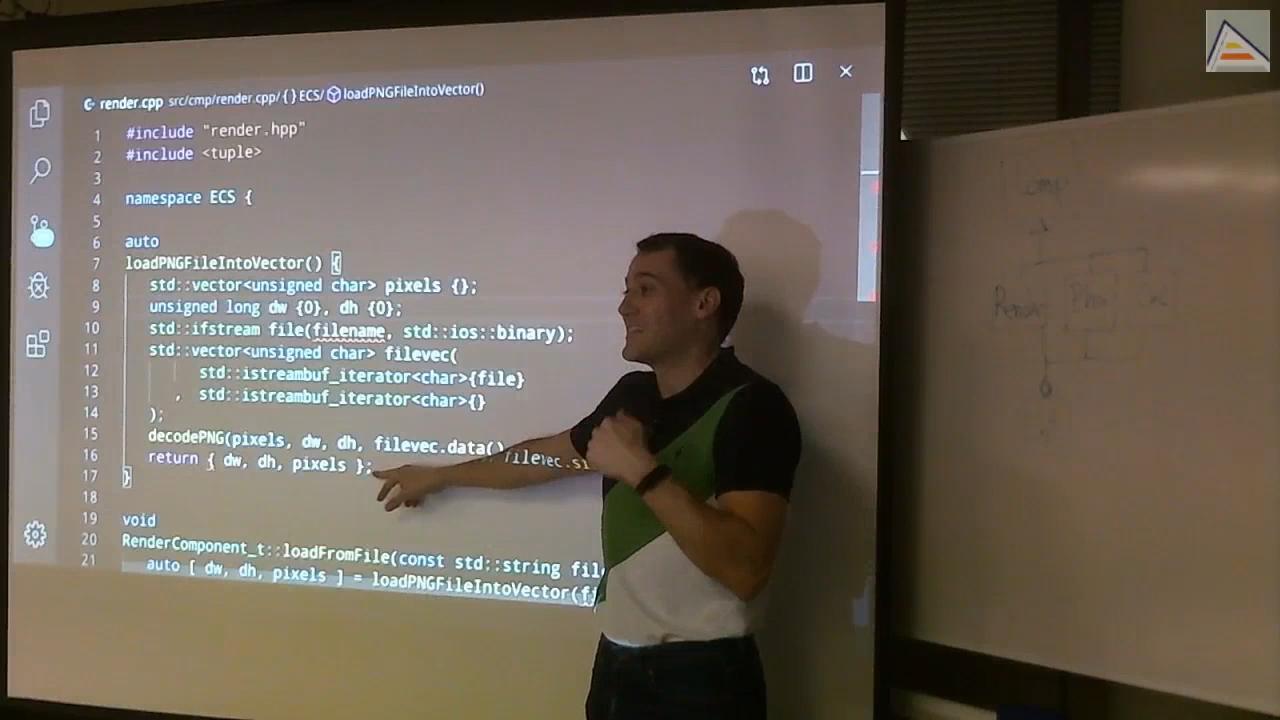 render.cpp src/cmp/render.cpp/{ } ECS/ loadPNGFileIntoVector()
1 #include "render.hpp"
2 #include <tuple>
3
4 namespace ECS {
5
6 auto
7 loadPNGFileIntoVector() {
8 std::vector<unsigned char> pixels {};
9 unsigned long dw {0}, dh {0};
10 std::ifstream file(filename, std::ios::binary);
11 std::vector<unsigned char> filevec(
12 std::istreambuf_iterator<char>{file}
13 , std::istreambuf_iterator<char>{}
14 );
15 decodePNG(pixels, dw, dh, filevec.data(), filevec.si
16 return { dw, dh, pixels };
17 }
18
19 void
20 RenderComponent_t::loadFromFile(const std::string fil
21 auto [ dw, dh, pixels ] = loadPNGFileIntoVector(fi